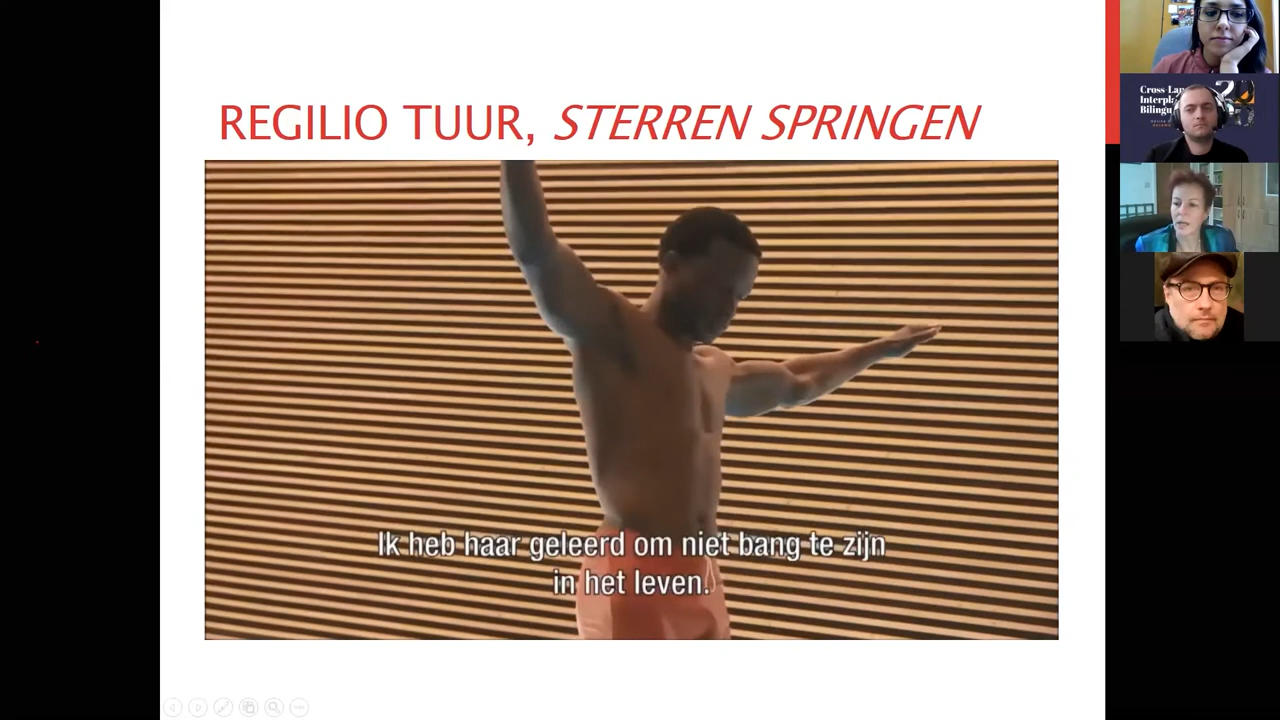 REGILIO TUUR, STERREN SPRINGEN
Ik heb haar geleerd om niet bang te zijn
in het leven.